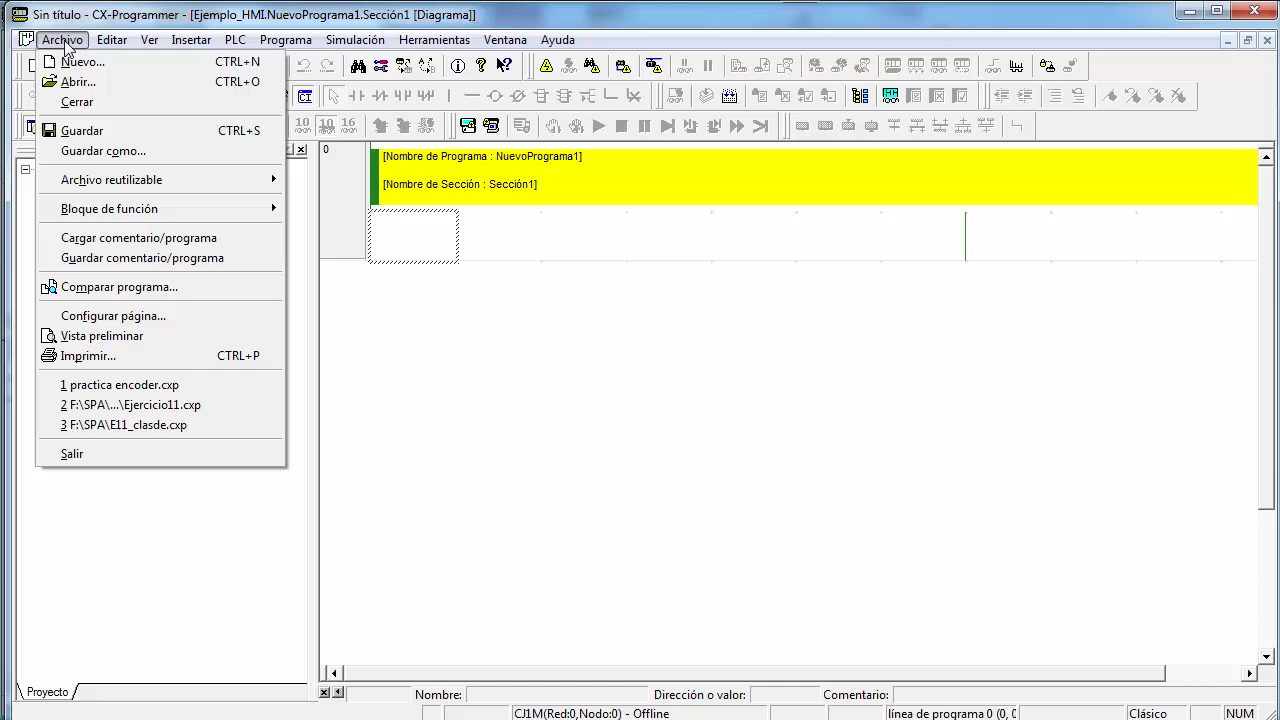 Sin título - CX-Programmer - [Ejemplo_HMI.NuevoPrograma1.Sección1 [Diagrama]]
Archivo Editar Ver Insertar PLC Programa Simulación Herramientas Ventana Ayuda
Nuevo... CTRL+N
Abrir... CTRL+O
Cerrar
Guardar CTRL+S
Guardar como...
Archivo reutilizable
Bloque de función
Cargar comentario/programa
Guardar comentario/programa
Comparar programa...
Configurar página...
Vista preliminar
Imprimir... CTRL+P
1 practica encoder.cxp
2 F:\SPA\...\Ejercicio11.cxp
3 F:\SPA\E11_clasde.cxp
Salir
10 10 16
0
[Nombre de Programa : NuevoPrograma1]
[Nombre de Sección : Sección1]
Proyecto
Nombre: Dirección o valor: Comentario:
CJ1M(Red:0,Nodo:0) - Offline línea de programa 0 (0, 0 Clásico NUM